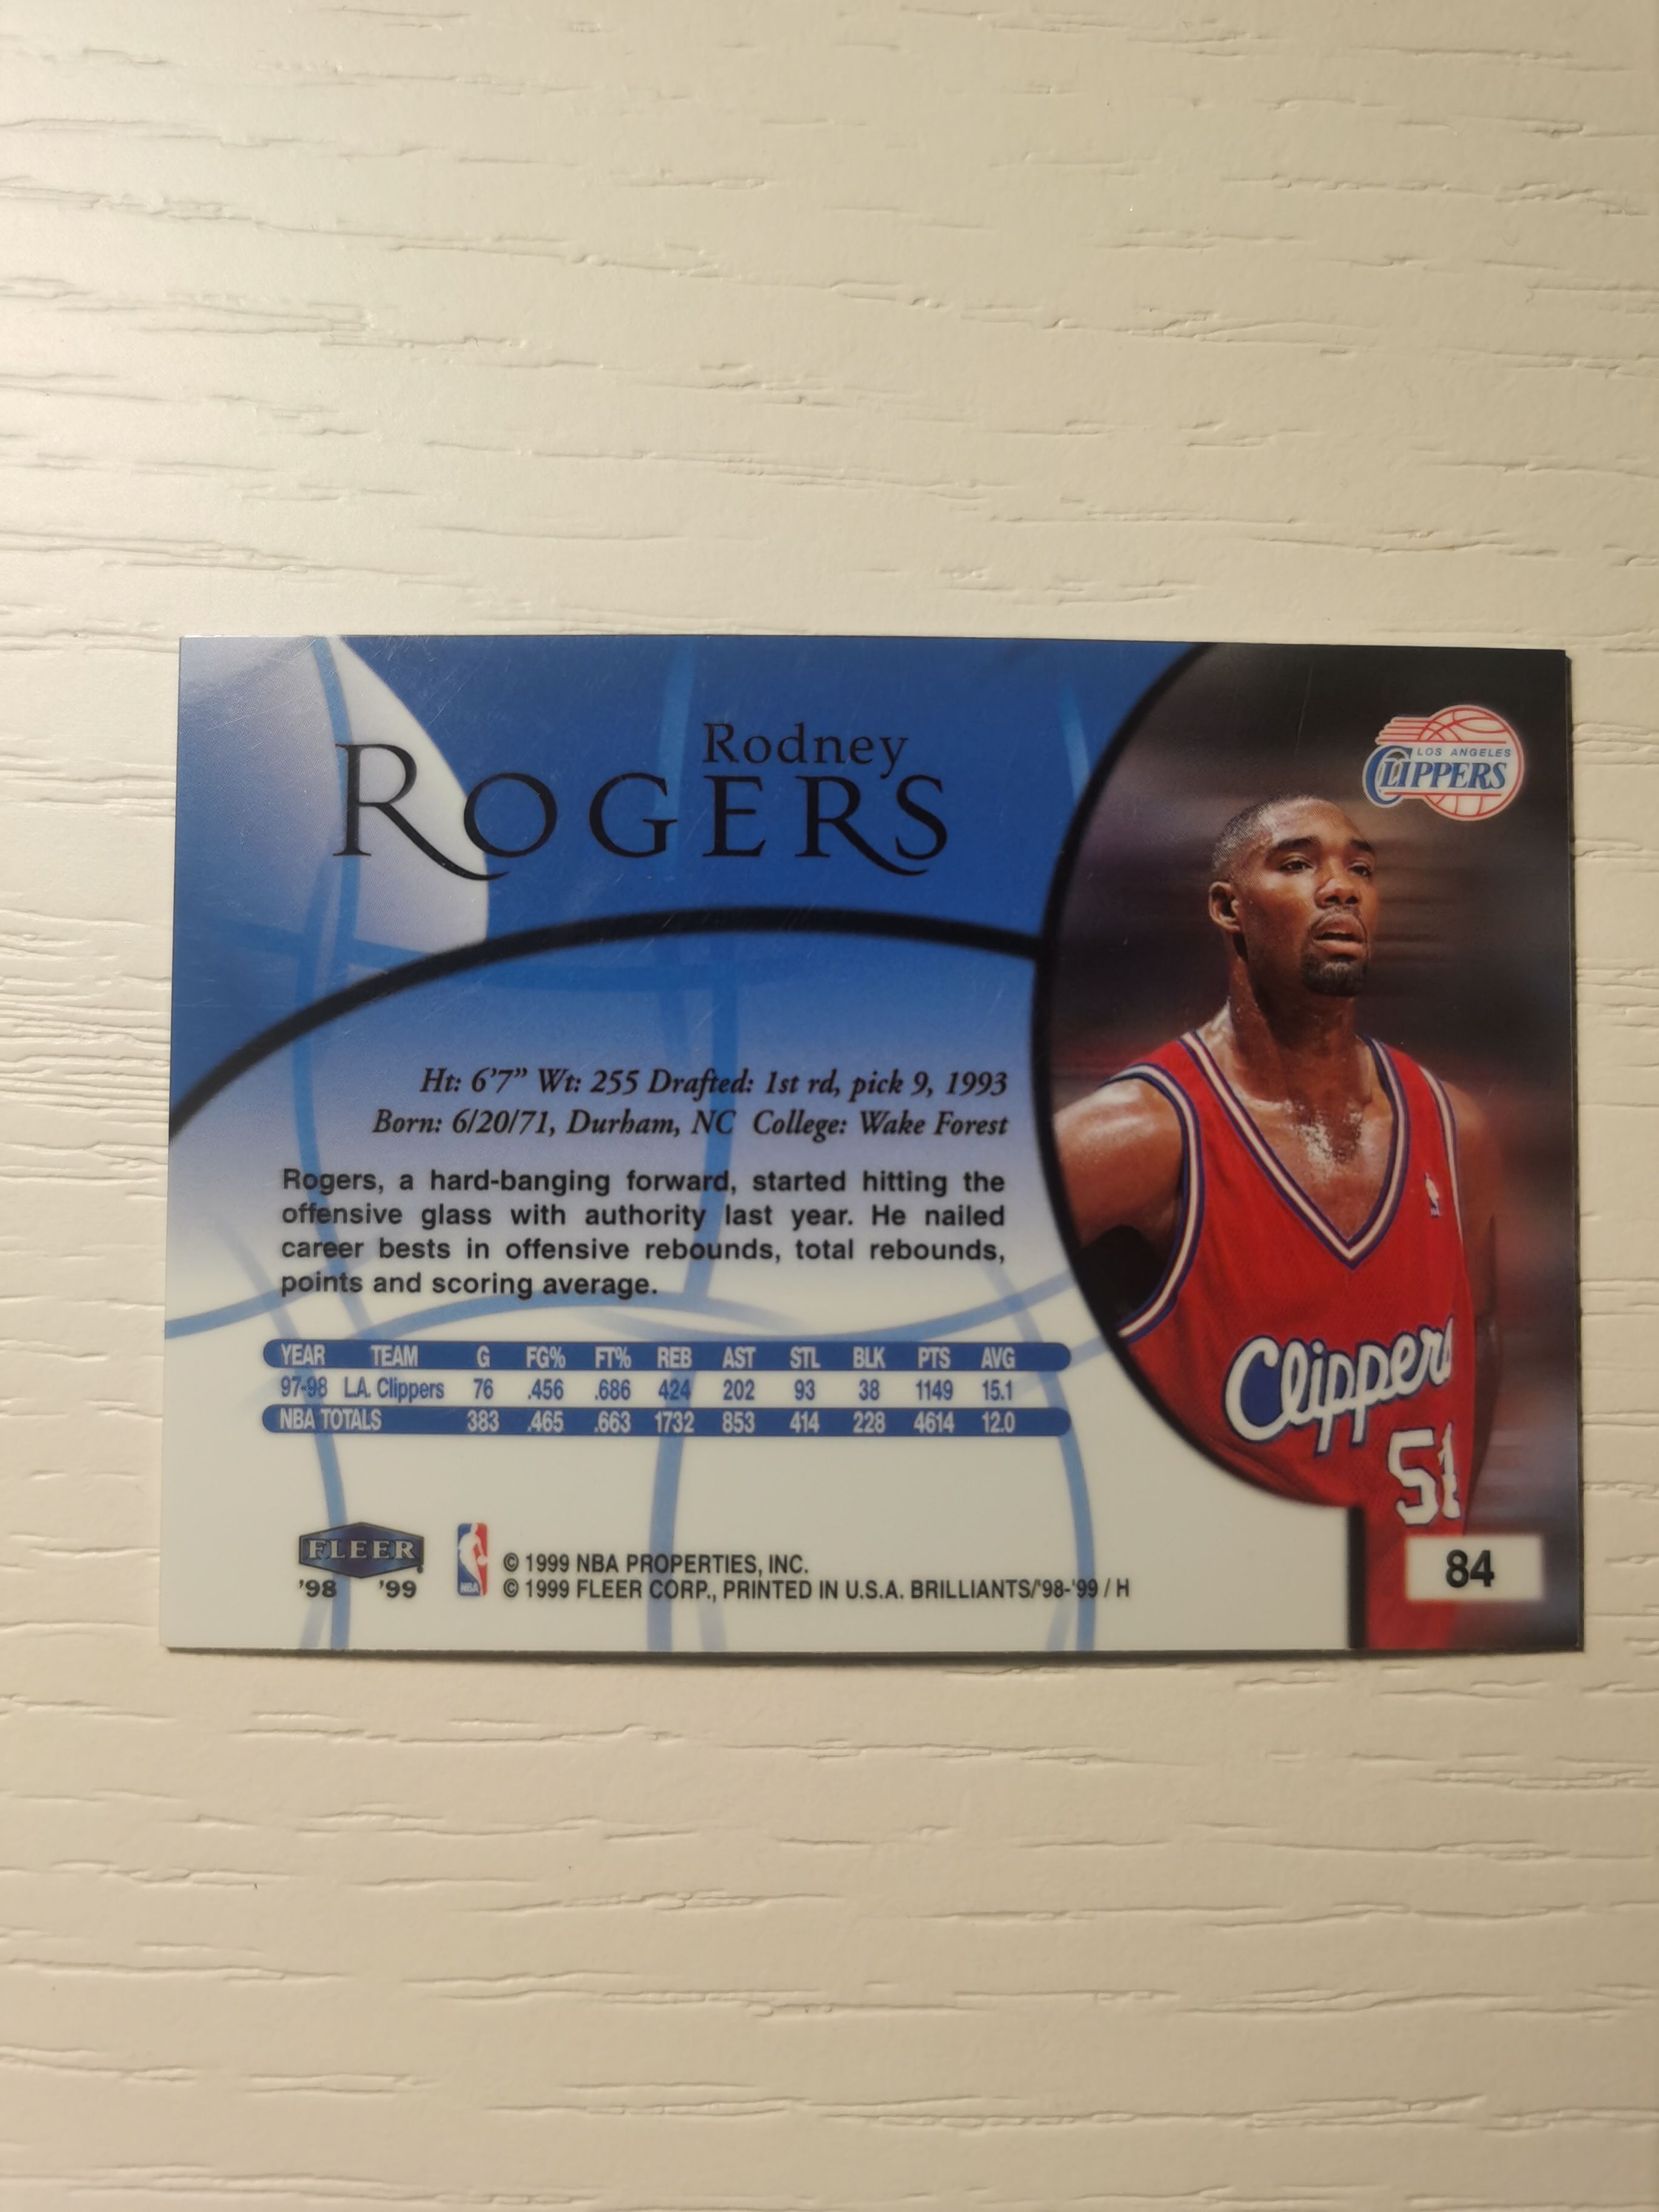 Rodney
ROGERS
LOS ANGELES
CLIPPERS
Ht: 6'7" Wt: 255 Drafted: 1st rd, pick 9, 1993
Born: 6/20/71, Durham, NC College: Wake Forest
Rogers, a hard-banging forward, started hitting the
offensive glass with authority last year. He nailed
career bests in offensive rebounds, total rebounds,
points and scoring average.
YEAR TEAM G FG% FT% REB AST STL BLK PTS AVG
97-98 L.A. Clippers 76 .456 .686 424 202 93 38 1149 15.1
NBA TOTALS 383 .465 .663 1732 853 414 228 4614 12.0
Clippers
51
FLEER
'98 '99
NBA
© 1999 NBA PROPERTIES, INC.
© 1999 FLEER CORP., PRINTED IN U.S.A. BRILLIANTS/'98-'99 / H
84